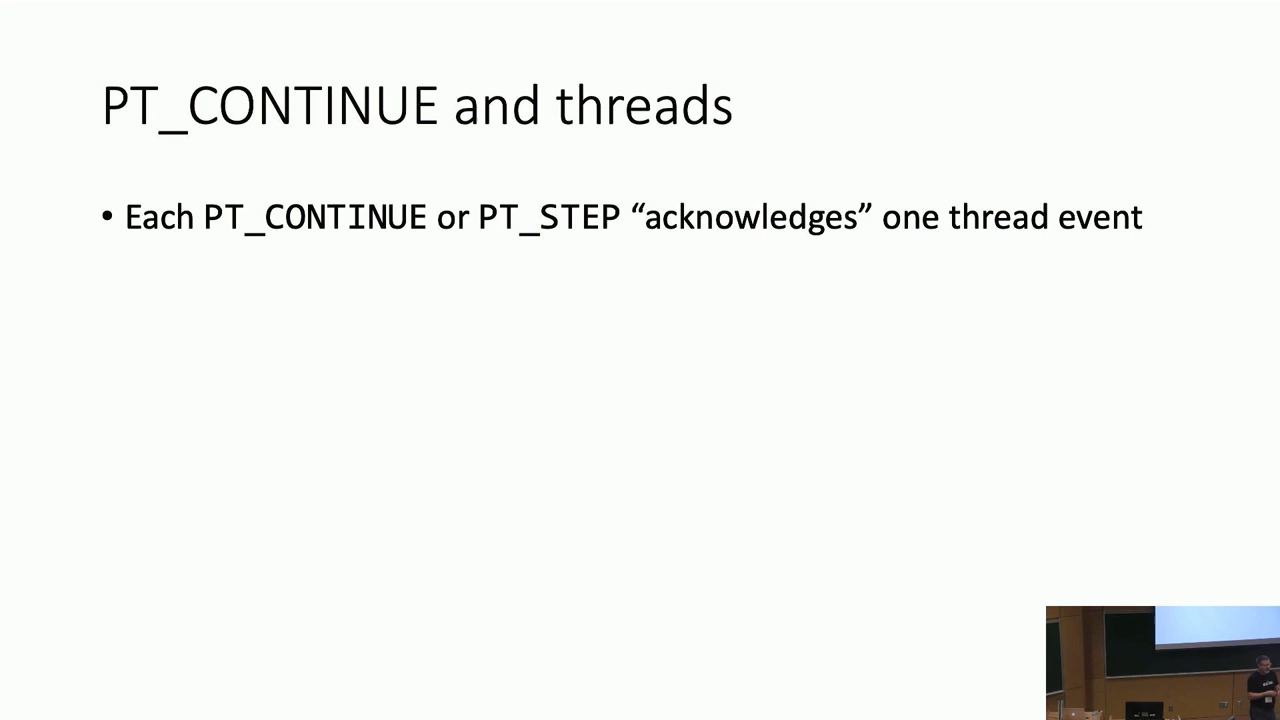 PT_CONTINUE and threads
• Each PT_CONTINUE or PT_STEP “acknowledges” one thread event